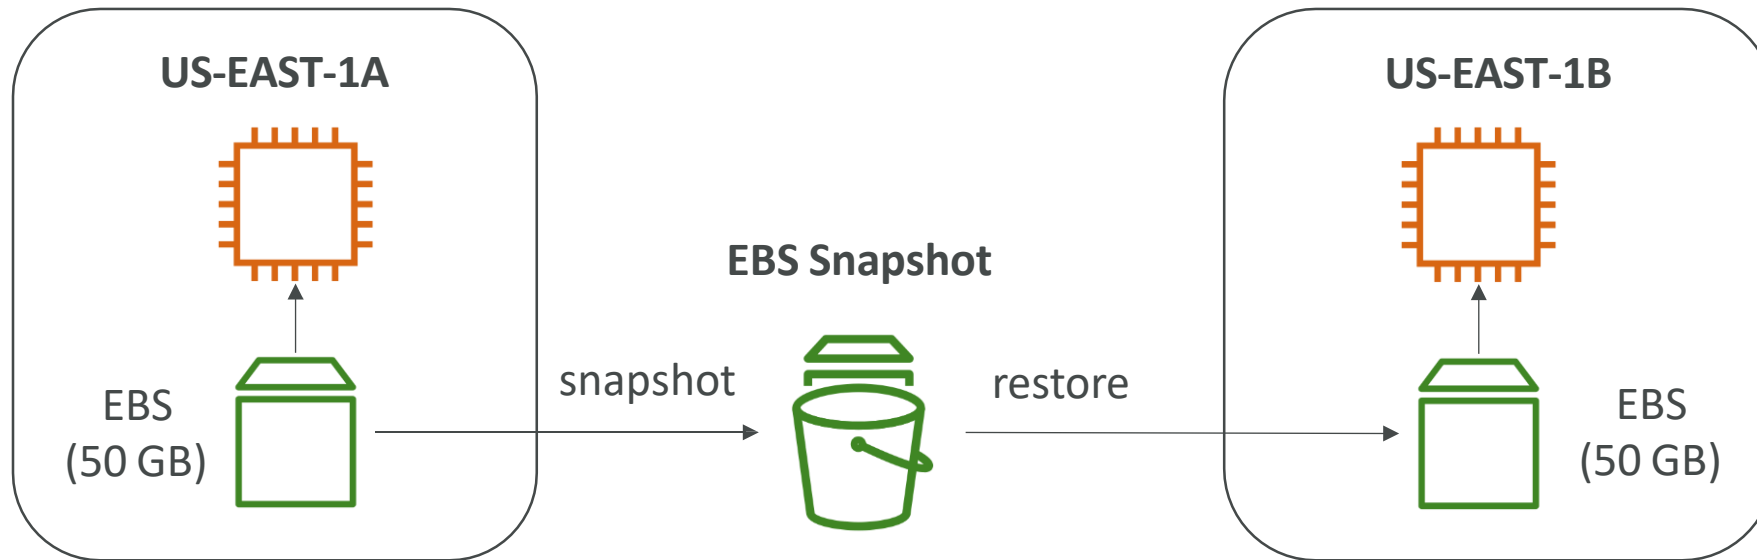 US-EAST-1A
EBS
(50 GB)
snapshot
EBS Snapshot
restore
US-EAST-1B
EBS
(50 GB)